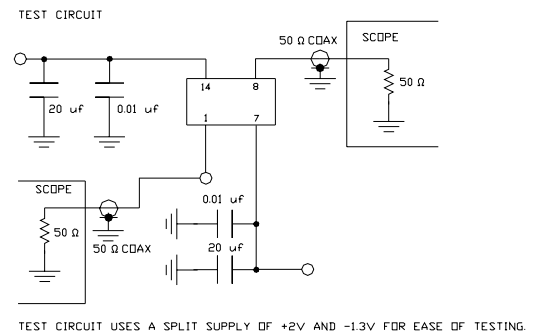 TEST CIRCUIT
50 Ω COAX
SCOPE
50 Ω
14
8
20 uf
0.01 uf
1
7
SCOPE
0.01 uf
50 Ω
50 Ω COAX
20 uf
TEST CIRCUIT USES A SPLIT SUPPLY OF +2V AND -1.3V FOR EASE OF TESTING.